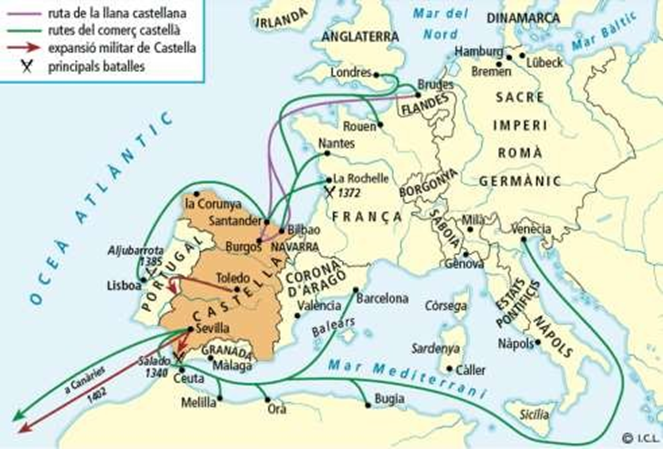 ruta de la llana castellana
rutes del comerç castellà
expansió militar de Castella
principals batalles
IRLANDA
Mar del
Nord
DINAMARCA
Mar Bàltic
ANGLATERRA
Londres
Hamburg
Lübeck
Bremen
Bruges
FLANDES
SACRE
IMPERI
ROMÀ
GERMÀNIC
Rouen
Nantes
La Rochelle
1372
BORGONYA
FRANÇA
OCEÀ ATLÀNTIC
la Corunya
Santander
Bilbao
Burgos
NAVARRA
SABOIA
Milà
Venècia
Gènova
Aljubarrota
1385
Lisboa
PORTUGAL
Toledo
CASTELLA
CORONA
D'ARAGÓ
València
Barcelona
Balears
Còrsega
ESTATS
PONTIFICIS
NÀPOLS
Nàpols
Sardenya
Càller
Sevilla
GRANADA
Málaga
Salado
1340
Ceuta
Mar Mediterrani
a Canàries
1402
Melilla
Orà
Bugia
Sicília
© I.C.L.